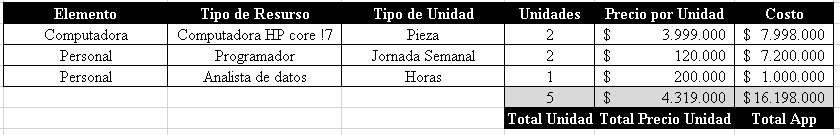 Elemento Tipo de Resurso Tipo de Unidad Unidades Precio por Unidad Costo
Computadora Computadora HP core !7 Pieza 2 $ 3.999.000 $ 7.998.000
Personal Programador Jornada Semanal 2 $ 120.000 $ 7.200.000
Personal Analista de datos Horas 1 $ 200.000 $ 1.000.000
5 $ 4.319.000 $16.198.000
Total Unidad Total Precio Unidad Total App